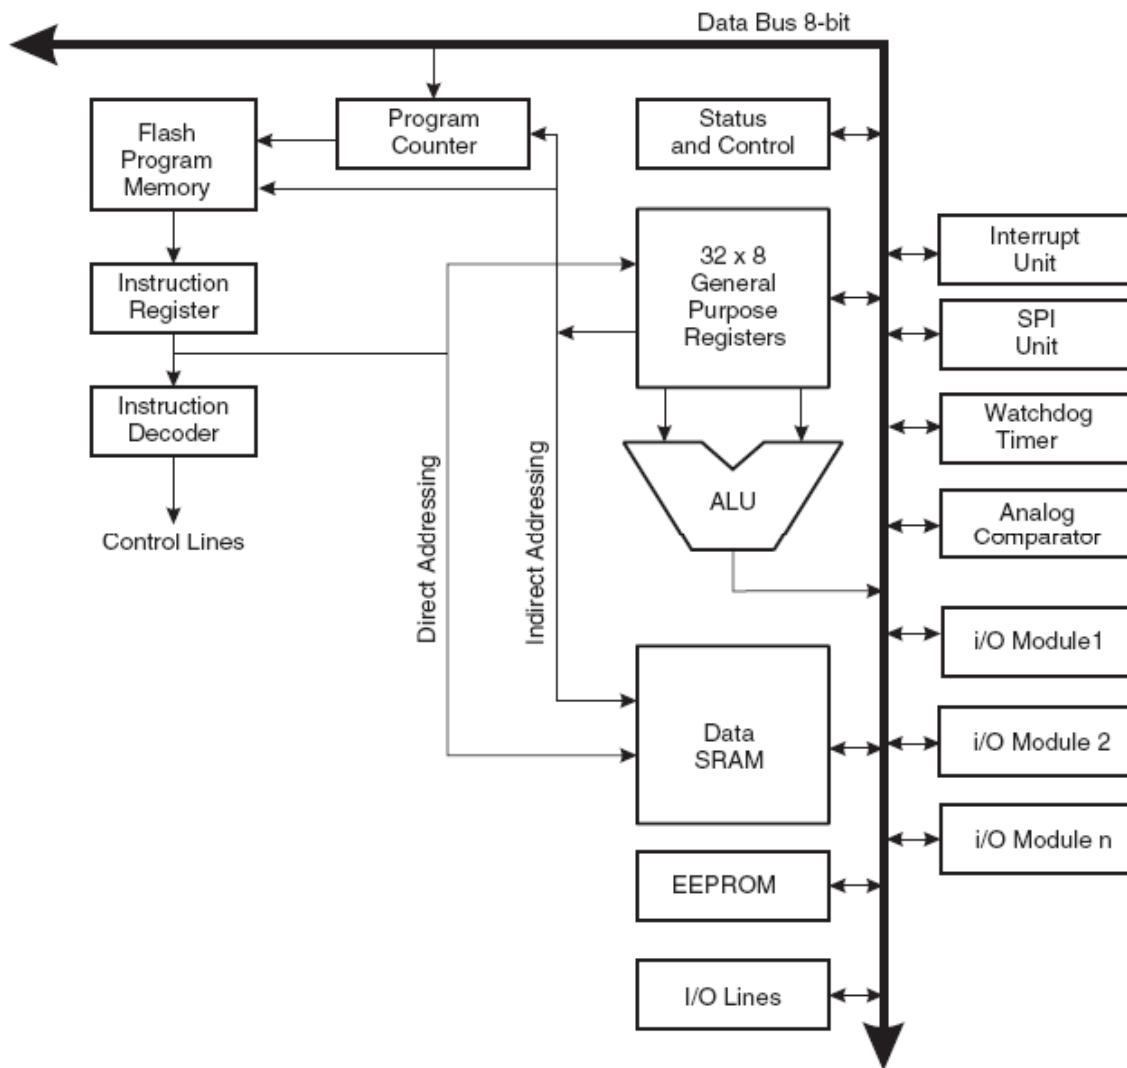 Data Bus 8-bit
Flash
Program
Memory
Program
Counter
Status
and Control
Instruction
Register
32 x 8
General
Purpose
Registers
Interrupt
Unit
SPI
Unit
Instruction
Decoder
Watchdog
Timer
Control Lines
Direct Addressing
Indirect Addressing
ALU
Analog
Comparator
i/O Module1
Data
SRAM
i/O Module 2
i/O Module n
EEPROM
I/O Lines